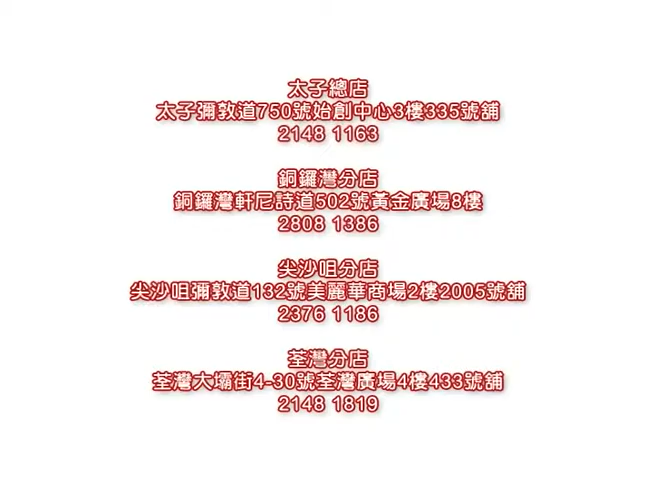 太子總店
太子彌敦道750號始創中心3樓335號舖
2148 1163
銅鑼灣分店
銅鑼灣軒尼詩道502號黃金廣場8樓
2808 1386
尖沙咀分店
尖沙咀彌敦道132號美麗華商場2樓2005號舖
2376 1186
荃灣分店
荃灣大壩街4-30號荃灣廣場4樓433號舖
2148 1819